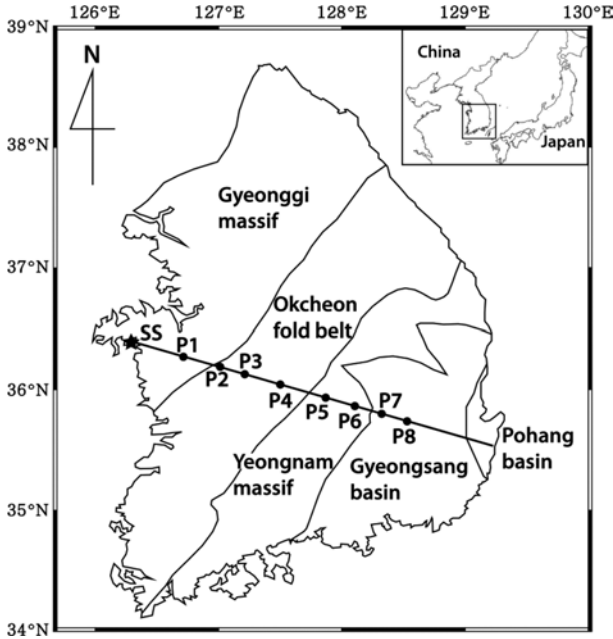 126°E
127°E
128°E
129°E
130°E
39°N
38°N
37°N
36°N
35°N
34°N
N
China
Japan
Gyeonggi
massif
Okcheon
fold belt
SS
P1
P2
P3
P4
P5
P6
P7
P8
Yeongnam
massif
Gyeongsang
basin
Pohang
basin